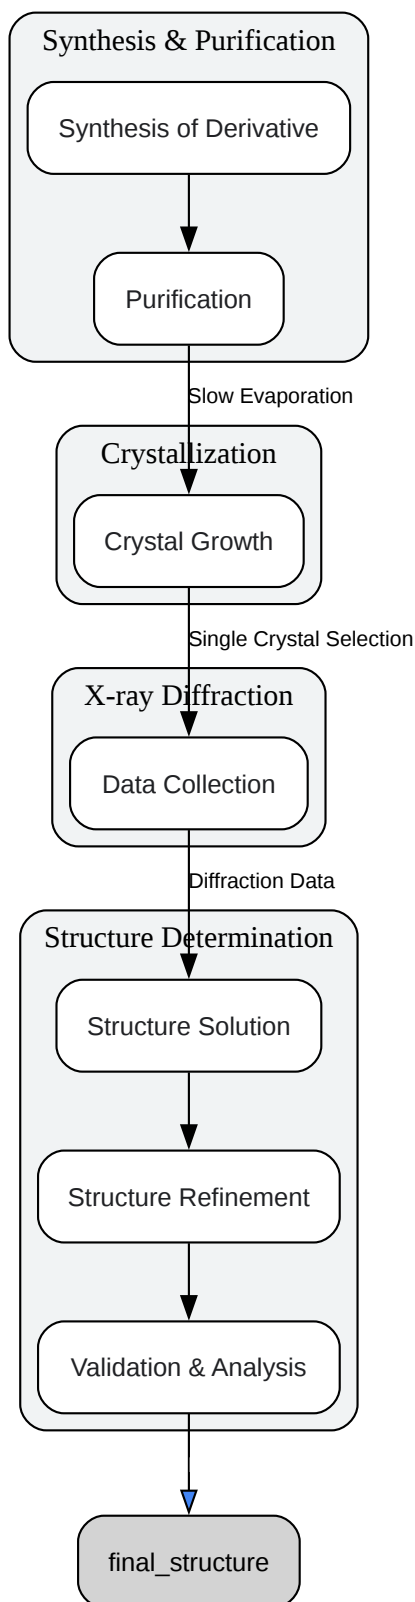 Synthesis & Purification
Synthesis of Derivative
Purification
Slow Evaporation
Crystallization
Crystal Growth
Single Crystal Selection
X-ray Diffraction
Data Collection
Diffraction Data
Structure Determination
Structure Solution
Structure Refinement
Validation & Analysis
final_structure